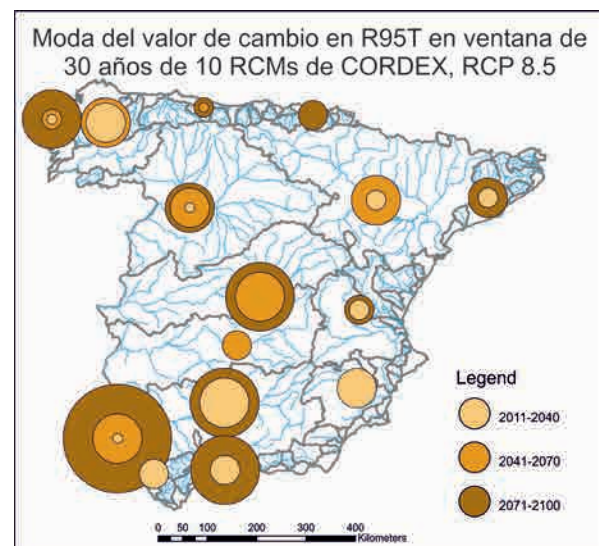 Moda del valor de cambio en R95T en ventana de
30 años de 10 RCMs de CORDEX, RCP 8.5
Legend
2011-2040
2041-2070
2071-2100
0 25 50 100 200 300 400
Kilometers